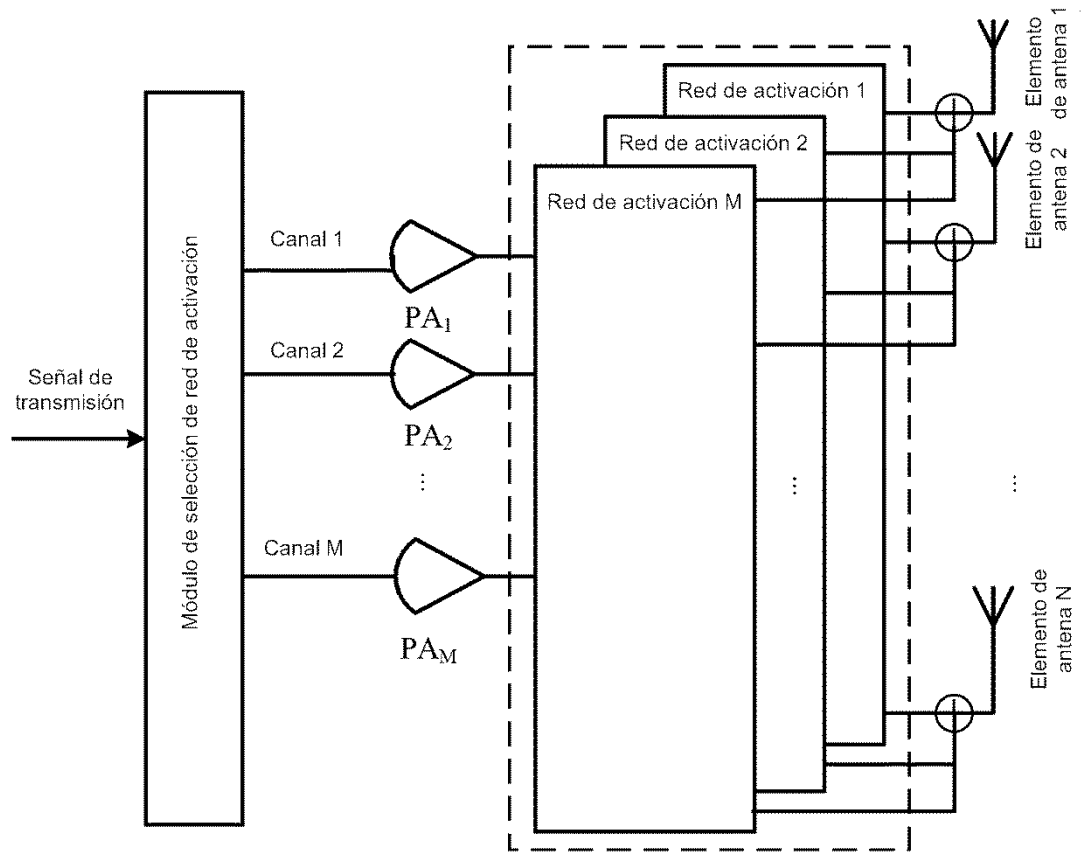 Señal de
transmisión
Módulo de selección de red de activación
Canal 1
PA₁
Canal 2
PA₂
...
Canal M
PA_M
Red de activación 1
Red de activación 2
Red de activación M
...
Elemento
de antena 1
Elemento de
antena 2
...
Elemento de
antena N